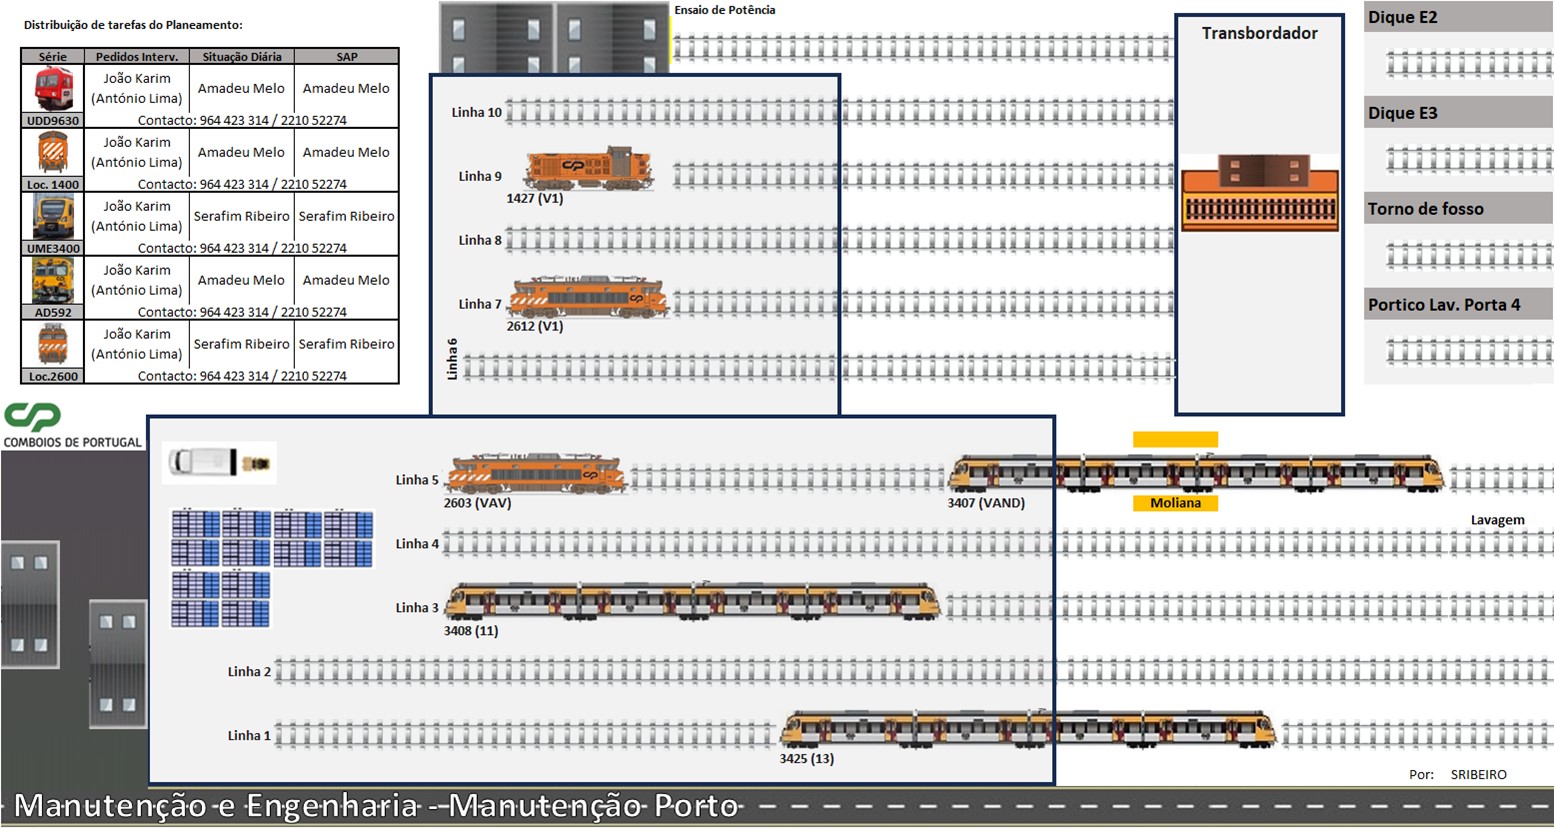 Distribuição de tarefas do Planeamento:
Série Pedidos Interv. Situação Diária SAP
João Karim
(António Lima) Amadeu Melo Amadeu Melo
UDD9630 Contacto: 964 423 314 / 2210 52274
João Karim
(António Lima) Amadeu Melo Amadeu Melo
Loc. 1400 Contacto: 964 423 314 / 2210 52274
João Karim
(António Lima) Serafim Ribeiro Serafim Ribeiro
UME3400 Contacto: 964 423 314 / 2210 52274
João Karim
(António Lima) Amadeu Melo Amadeu Melo
AD592 Contacto: 964 423 314 / 2210 52274
João Karim
(António Lima) Serafim Ribeiro Serafim Ribeiro
Loc.2600 Contacto: 964 423 314 / 2210 52274
CP
COMBOIOS DE PORTUGAL
Ensaio de Potência
Linha 10
Linha 9
1427 (V1)
Linha 8
Linha 7
2612 (V1)
Linha 6
Transbordador
Dique E2
Dique E3
Torno de fosso
Portico Lav. Porta 4
Linha 5
2603 (VAV)
3407 (VAND)
Moliana
Lavagem
Linha 4
Linha 3
3408 (11)
Linha 2
Linha 1
3425 (13)
Por: SRIBEIRO
Manutenção e Engenharia - Manutenção Porto